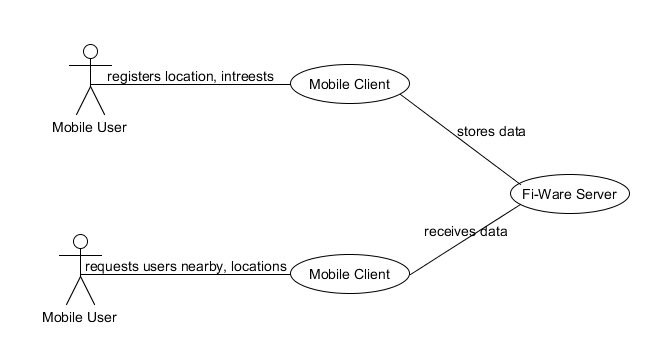 registers location, intreests
Mobile Client
Mobile User
stores data
Fi-Ware Server
receives data
requests users nearby, locations
Mobile Client
Mobile User